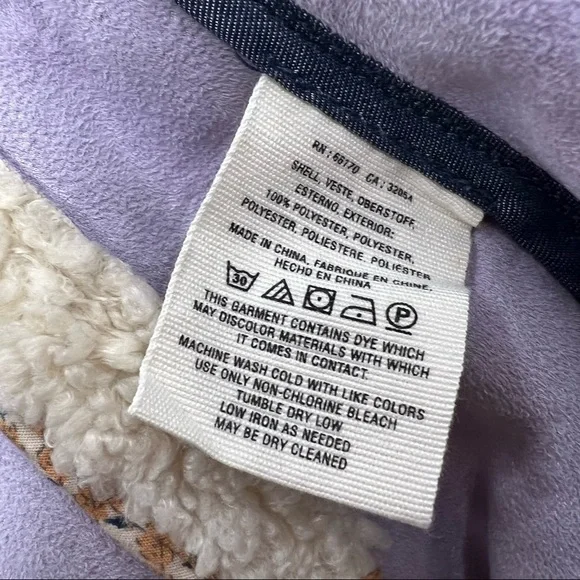 RN : 66170 CA : 32054
SHELL, VESTE, OBERSTOFF,
ESTERNO, EXTERIOR:
100% POLYESTER, POLYESTER,
POLYESTER, POLIESTERE, POLIÉSTER
MADE IN CHINA, FABRIQUE EN CHINE,
HECHO EN CHINA
30 P
THIS GARMENT CONTAINS DYE WHICH
MAY DISCOLOR MATERIALS WITH WHICH
IT COMES IN CONTACT.
MACHINE WASH COLD WITH LIKE COLORS
USE ONLY NON-CHLORINE BLEACH
TUMBLE DRY LOW
LOW IRON AS NEEDED
MAY BE DRY CLEANED